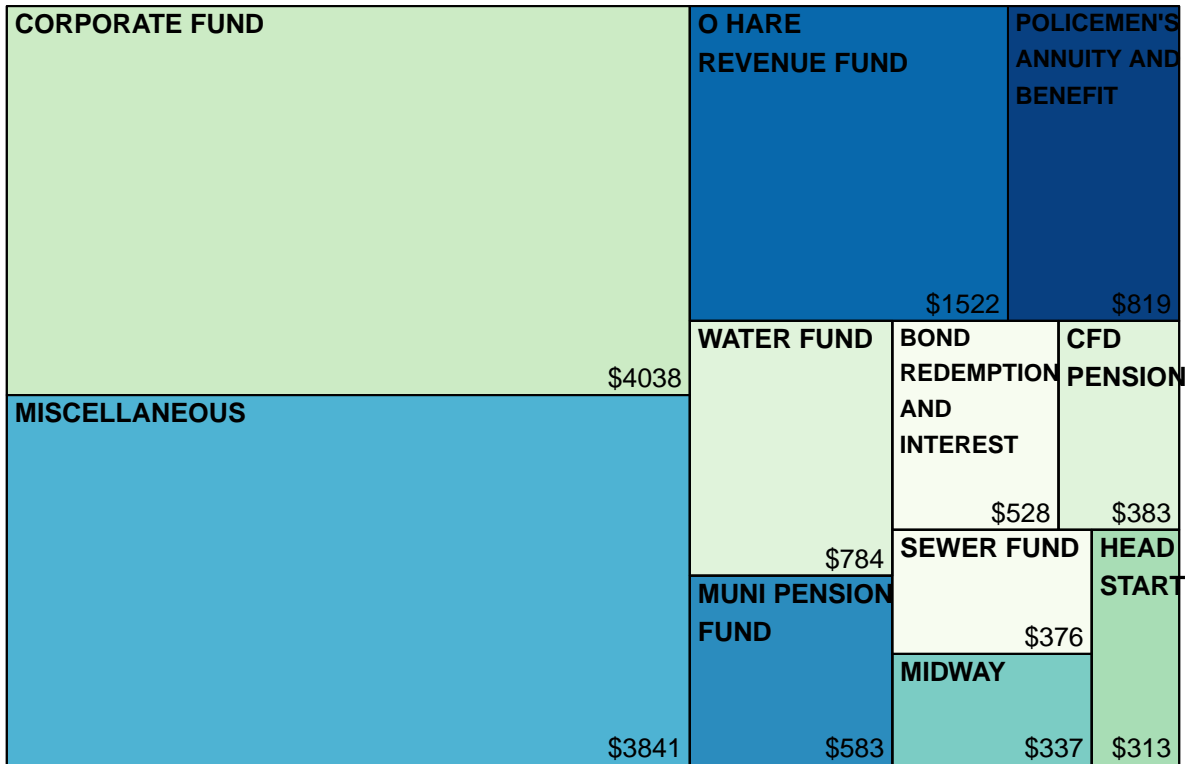 CORPORATE FUND
$4038
MISCELLANEOUS
$3841
O HARE
REVENUE FUND
$1522
POLICEMEN'S
ANNUITY AND
BENEFIT
$819
WATER FUND
$784
BOND
REDEMPTION
AND
INTEREST
$528
CFD
PENSION
$383
MUNI PENSION
FUND
$583
SEWER FUND
$376
MIDWAY
$337
HEAD
START
$313